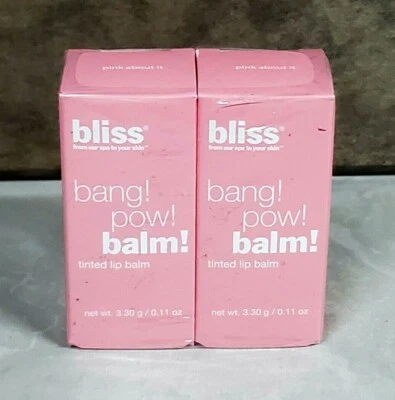 pink about it
bliss®
from our spa to your skin™
bang!
pow!
balm!
tinted lip balm
net wt. 3.30 g / 0.11 oz
pink about it
bliss®
from our spa to your skin™
bang!
pow!
balm!
tinted lip balm
net wt. 3.30 g / 0.11 oz